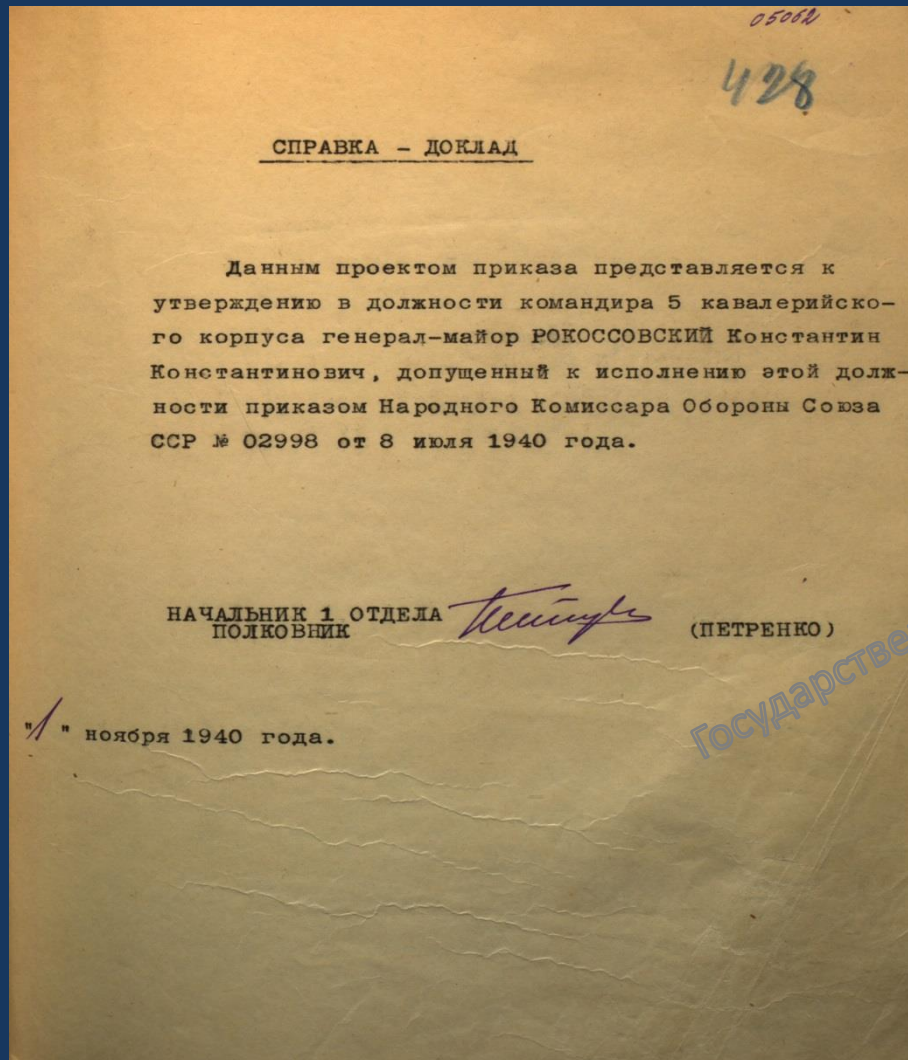 05062
428
СПРАВКА - ДОКЛАД
Данным проектом приказа представляется к
утверждению в должности командира 5 кавалерийско-
го корпуса генерал-майор РОКОССОВСКИЙ Константин
Константинович, допущенный к исполнению этой долж-
ности приказом Народного Комиссара Обороны Союза
ССР № 02998 от 8 июля 1940 года.
НАЧАЛЬНИК 1 ОТДЕЛА
ПОЛКОВНИК (ПЕТРЕНКО)
Государстве
"1" ноября 1940 года.